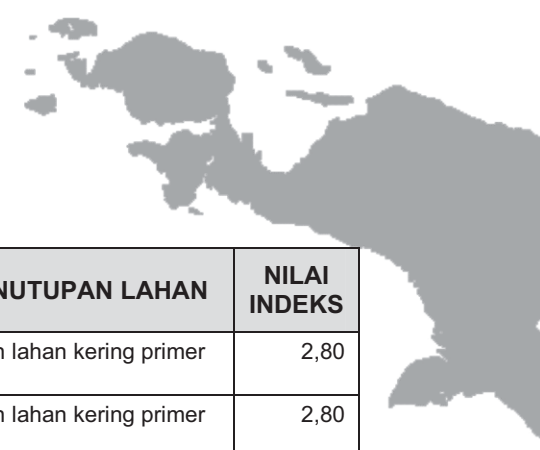 NUTUPAN LAHAN
NILAI
INDEKS
lahan kering primer
2,80
lahan kering primer
2,80